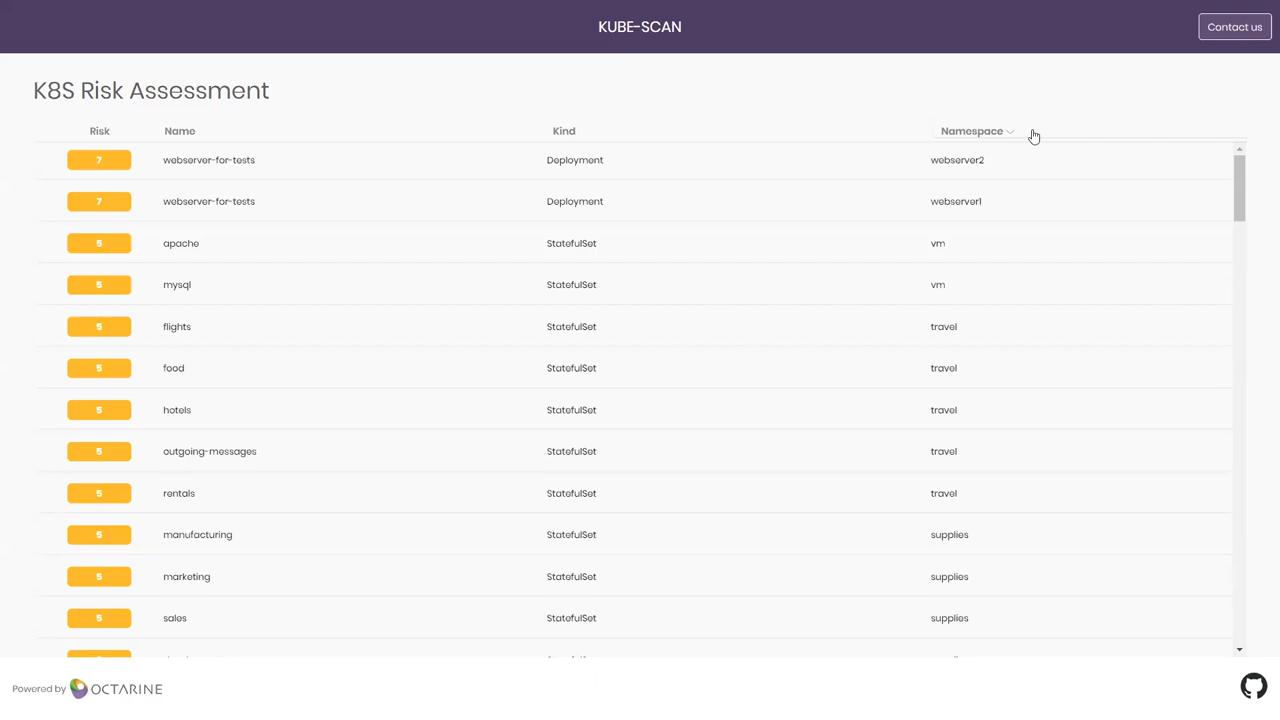 KUBE-SCAN
Contact us
K8S Risk Assessment
Risk Name Kind Namespace
7 webserver-for-tests Deployment webserver2
7 webserver-for-tests Deployment webserver1
5 apache StatefulSet vm
5 mysql StatefulSet vm
5 flights StatefulSet travel
5 food StatefulSet travel
5 hotels StatefulSet travel
5 outgoing-messages StatefulSet travel
5 rentals StatefulSet travel
5 manufacturing StatefulSet supplies
5 marketing StatefulSet supplies
5 sales StatefulSet supplies
Powered by OCTARINE